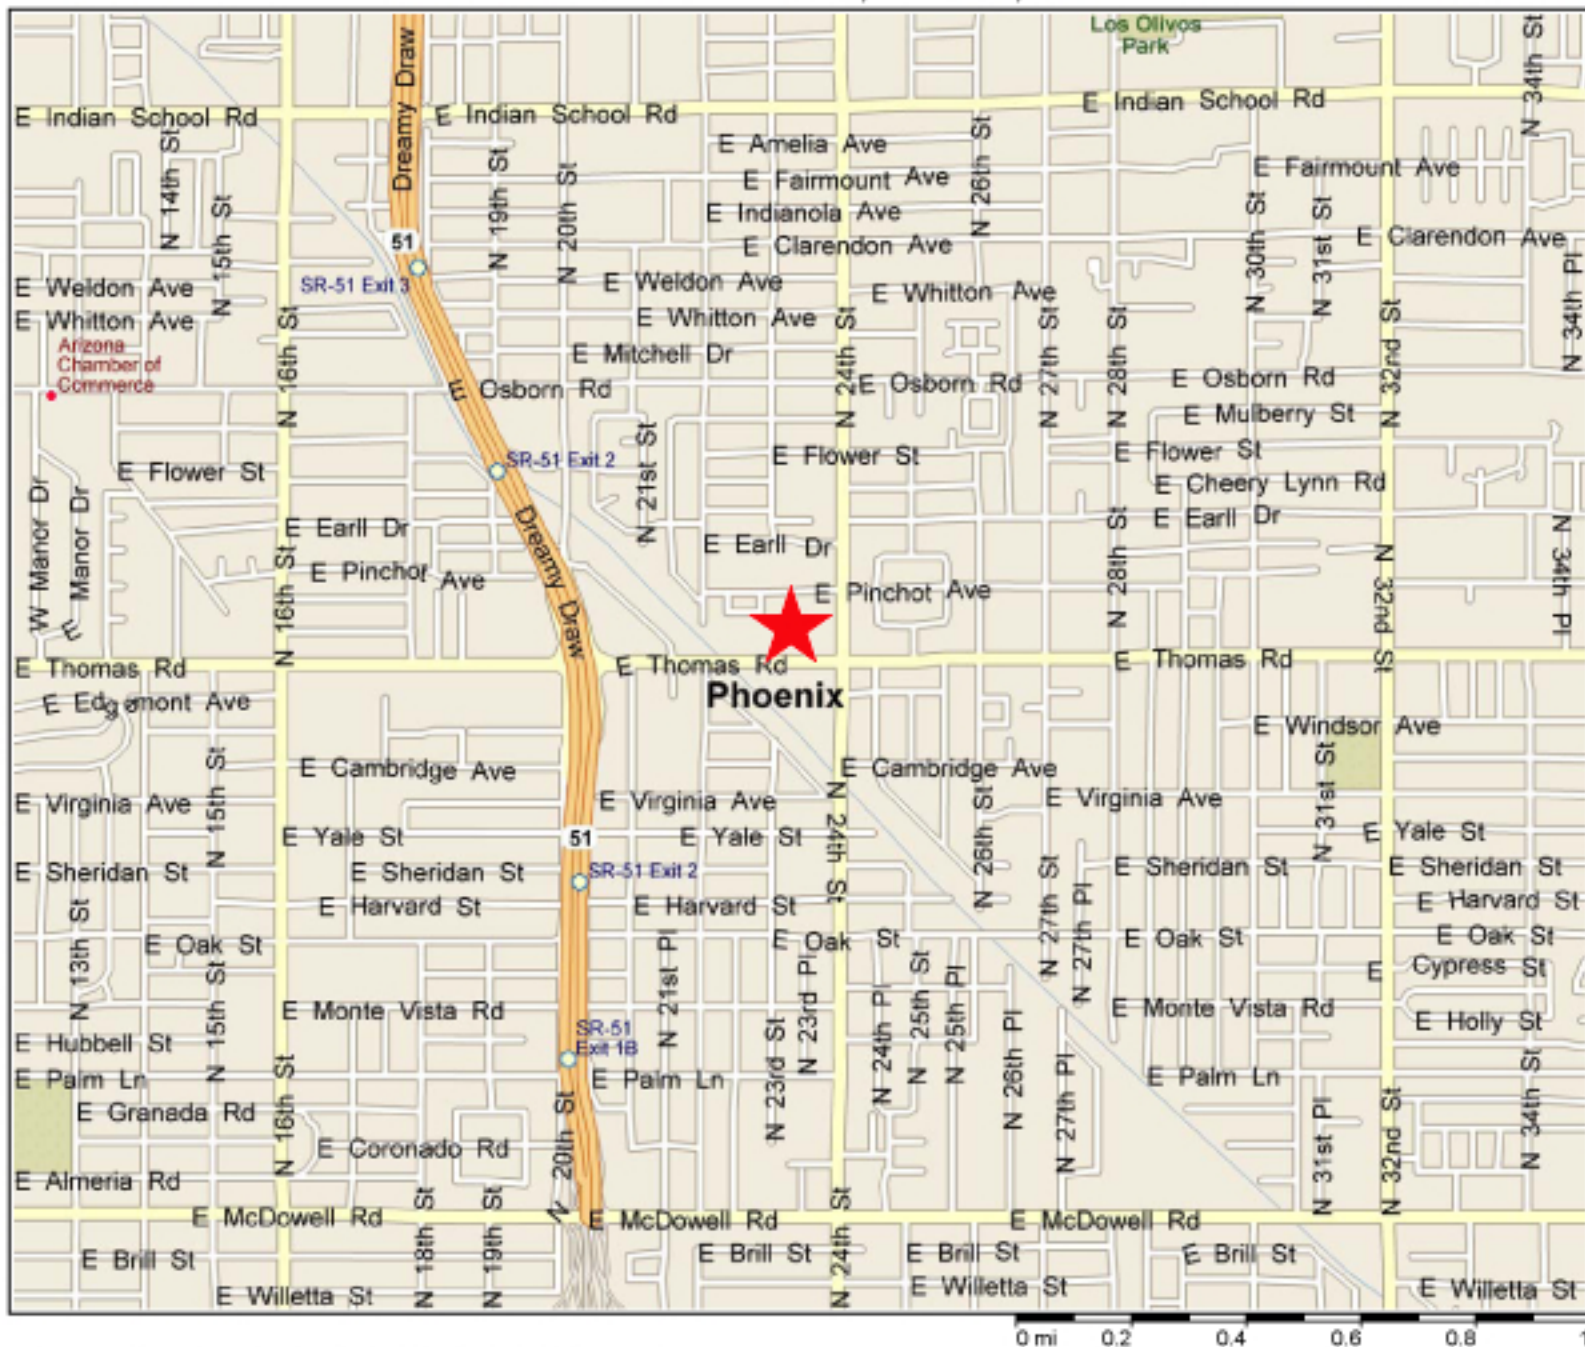 Los Olivos
Park
N 34th St
Dreamy Draw
E Indian School Rd
E Indian School Rd
E Indian School Rd
N 14th St
N 15th St
N 19th St
N 20th St
E Amelia Ave
E Fairmount Ave
E Indianola Ave
E Clarendon Ave
N 26th St
E Fairmount Ave
N 30th St
N 31st St
E Clarendon Ave
N 34th Pl
51
SR-51 Exit 3
E Weldon Ave
E Weldon Ave
E Whitton Ave
E Whitton Ave
E Whitton Ave
Arizona
Chamber of
Commerce
N 16th St
E Mitchell Dr
N 24th St
N 27th St
N 28th St
N 32nd St
E Osborn Rd
E Osborn Rd
E Osborn Rd
E Mulberry St
E Flower St
SR-51 Exit 2
N 21st St
E Flower St
E Flower St
E Cheery Lynn Rd
W Manor Dr
E Manor Dr
E Earll Dr
Dreamy Draw
E Earll Dr
E Earll Dr
N 28th St
N 34th Pl
N 16th St
E Pinchot Ave
E Pinchot Ave
N 32nd St
E Thomas Rd
E Thomas Rd
E Thomas Rd
Phoenix
E Edgemont Ave
E Windsor Ave
N 15th St
E Cambridge Ave
E Cambridge Ave
N 31st St
E Virginia Ave
E Virginia Ave
E Virginia Ave
N 24th St
N 26th St
E Yale St
51
E Yale St
E Yale St
E Sheridan St
E Sheridan St
SR-51 Exit 2
E Sheridan St
E Sheridan St
N 13th St
E Harvard St
E Harvard St
N 27th St
N 27th Pl
E Harvard St
E Oak St
E Oak St
E Oak St
E Oak St
N 15th St
N 21st Pl
N 23rd Pl
N 25th St
N 25th Pl
E Cypress St
E Monte Vista Rd
E Monte Vista Rd
N 24th Pl
E Holly St
E Hubbell St
SR-51
Exit 1B
N 23rd St
N 26th Pl
N 27th Pl
E Palm Ln
E Palm Ln
E Palm Ln
E Granada Rd
N 16th St
N 20th St
N 31st Pl
N 32nd St
N 34th St
E Coronado Rd
E Almeria Rd
E McDowell Rd
E McDowell Rd
E McDowell Rd
N 18th St
N 19th St
N 24th St
E Brill St
E Brill St
E Brill St
E Brill St
E Willetta St
E Willetta St
E Willetta St
0 mi 0.2 0.4 0.6 0.8 1